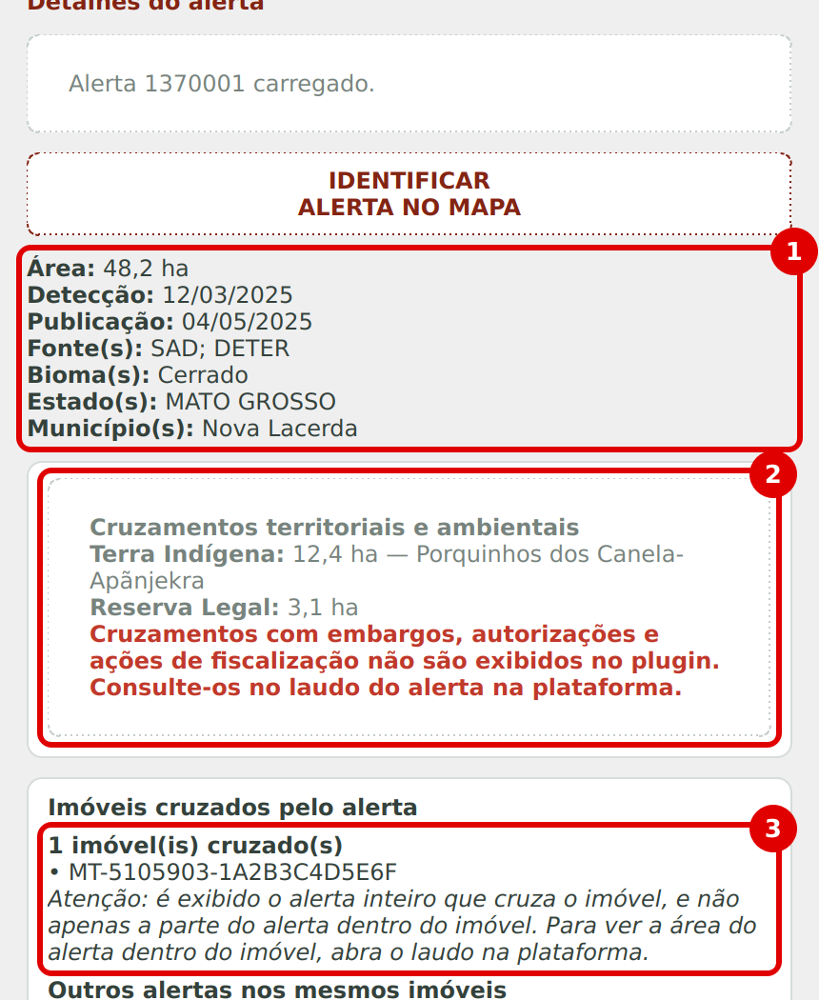 Detalhes do alerta
Alerta 1370001 carregado.
IDENTIFICAR
ALERTA NO MAPA
1
Área: 48,2 ha
Detecção: 12/03/2025
Publicação: 04/05/2025
Fonte(s): SAD; DETER
Bioma(s): Cerrado
Estado(s): MATO GROSSO
Município(s): Nova Lacerda
2
Cruzamentos territoriais e ambientais
Terra Indígena: 12,4 ha — Porquinhos dos Canela-
Apãnjekra
Reserva Legal: 3,1 ha
Cruzamentos com embargos, autorizações e
ações de fiscalização não são exibidos no plugin.
Consulte-os no laudo do alerta na plataforma.
Imóveis cruzados pelo alerta
3
1 imóvel(is) cruzado(s)
• MT-5105903-1A2B3C4D5E6F
Atenção: é exibido o alerta inteiro que cruza o imóvel, e não
apenas a parte do alerta dentro do imóvel. Para ver a área do
alerta dentro do imóvel, abra o laudo na plataforma.
Outros alertas nos mesmos imóveis